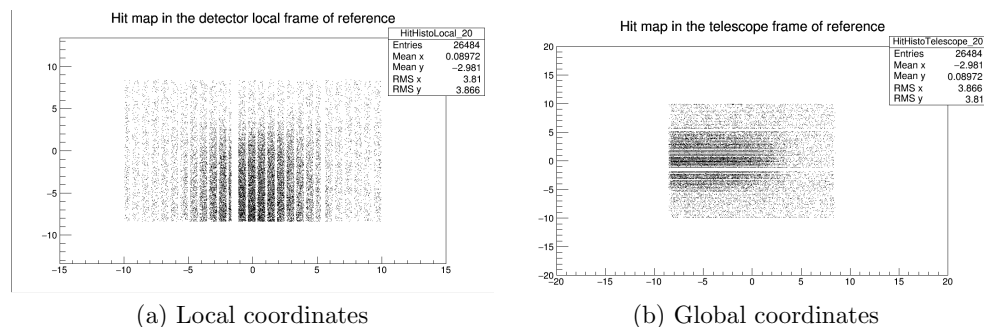 Hit map in the detector local frame of reference
HitHistoLocal_20
Entries 26484
Mean x 0.08972
Mean y −2.981
RMS x 3.81
RMS y 3.866
10
5
0
−5
−10
−15 −10 −5 0 5 10 15
(a) Local coordinates
Hit map in the telescope frame of reference
HitHistoTelescope_20
Entries 26484
Mean x −2.981
Mean y 0.08972
RMS x 3.866
RMS y 3.81
20
15
10
5
0
−5
−10
−15
−20
−20 −15 −10 −5 0 5 10 15 20
(b) Global coordinates